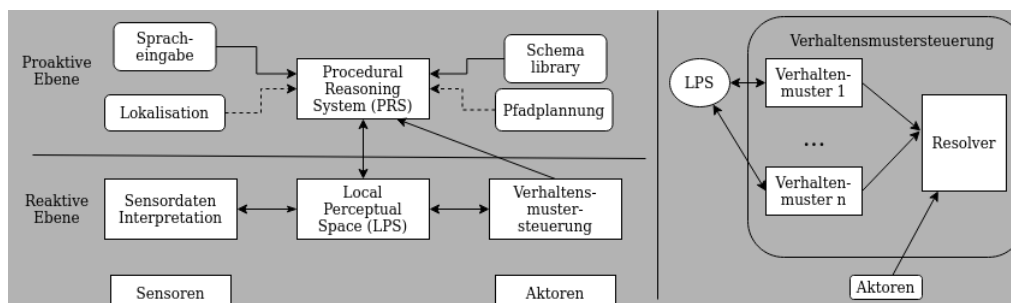 Proaktive
Ebene
Sprach-
eingabe
Lokalisation
Procedural
Reasoning
System (PRS)
Schema
library
Pfadplannung
Reaktive
Ebene
Sensordaten
Interpretation
Local
Perceptual
Space (LPS)
Verhaltens-
muster-
steuerung
Sensoren
Aktoren
Verhaltensmustersteuerung
LPS
Verhalten-
muster 1
...
Verhalten-
muster n
Resolver
Aktoren